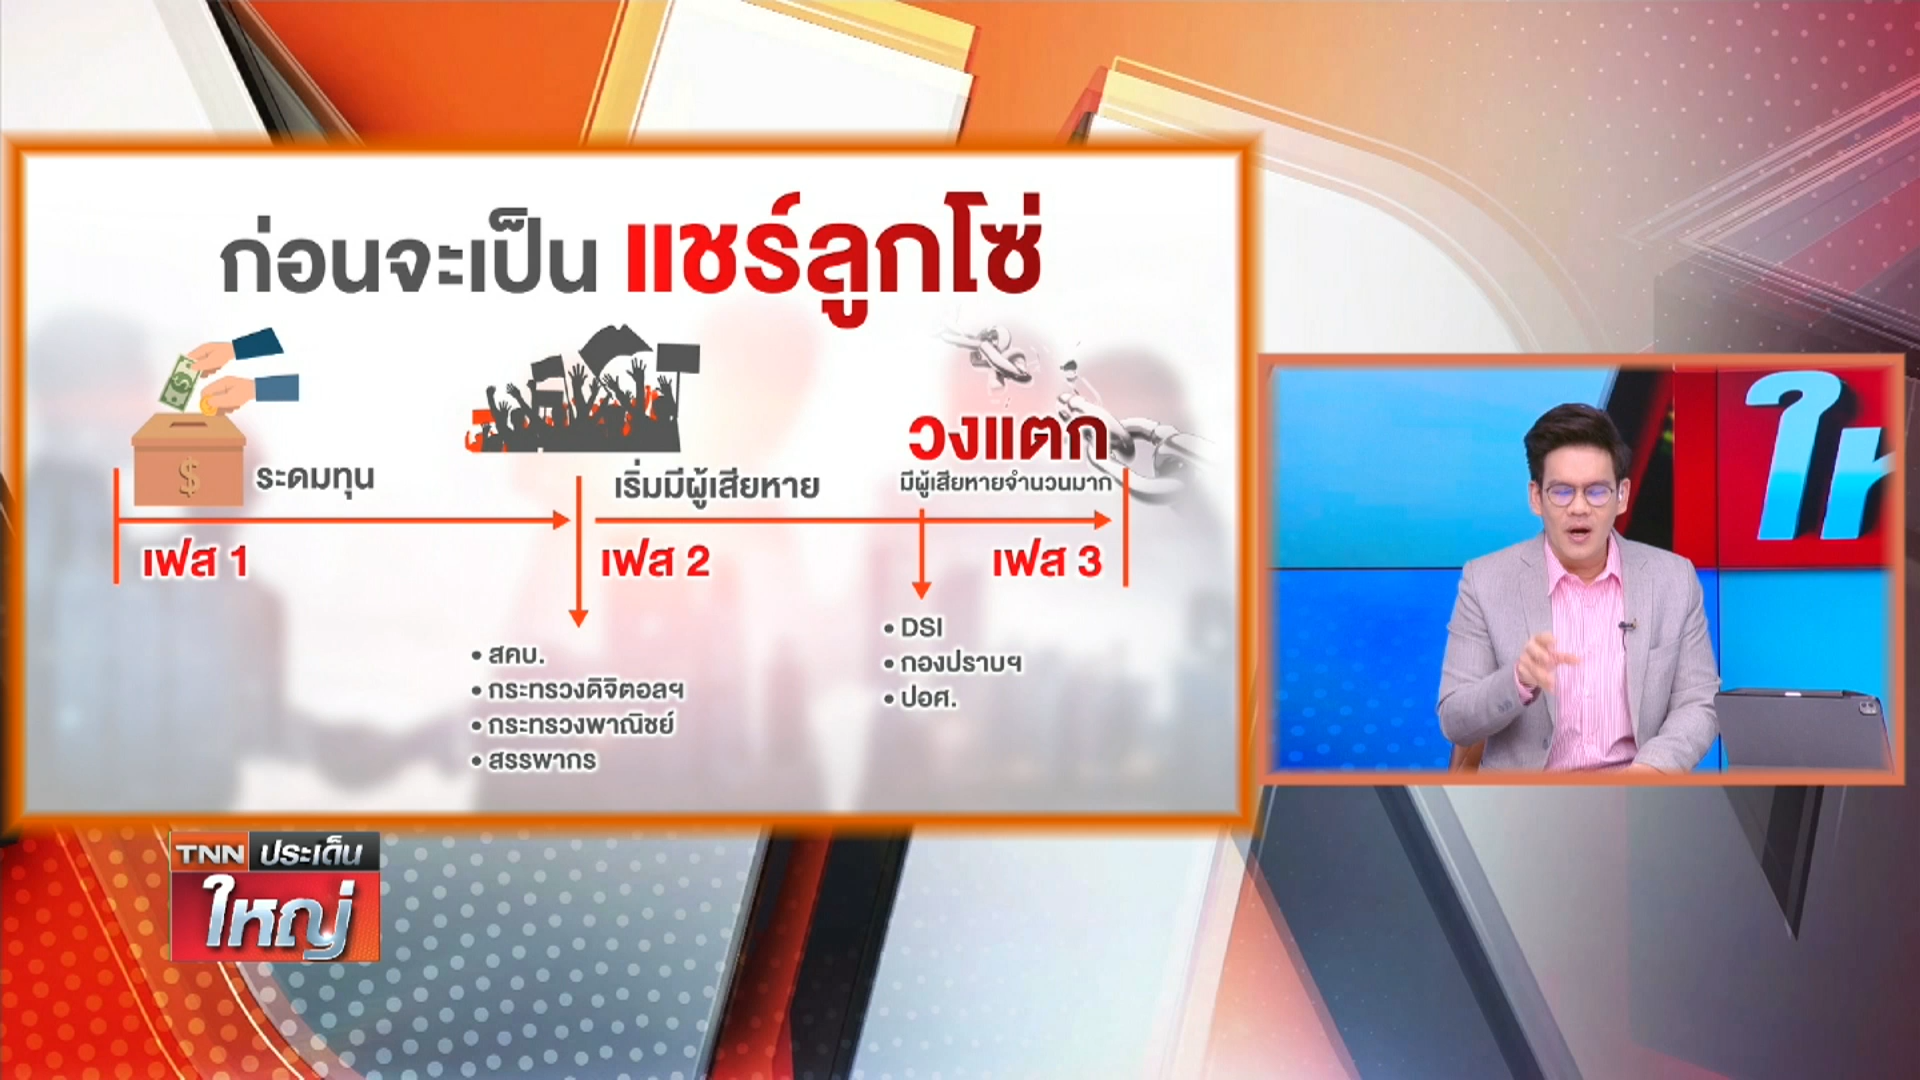 ก่อนจะเป็น แชร์ลูกโซ่
ระดมทุน
เริ่มมีผู้เสียหาย
วงแตก
มีผู้เสียหายจำนวนมาก
เฟส 1
เฟส 2
เฟส 3
• สคบ.
• กระทรวงดิจิตอลฯ
• กระทรวงพาณิชย์
• สรรพากร
• DSI
• กองปราบฯ
• ปอศ.
TNN ประเด็น
ใหญ่
ให